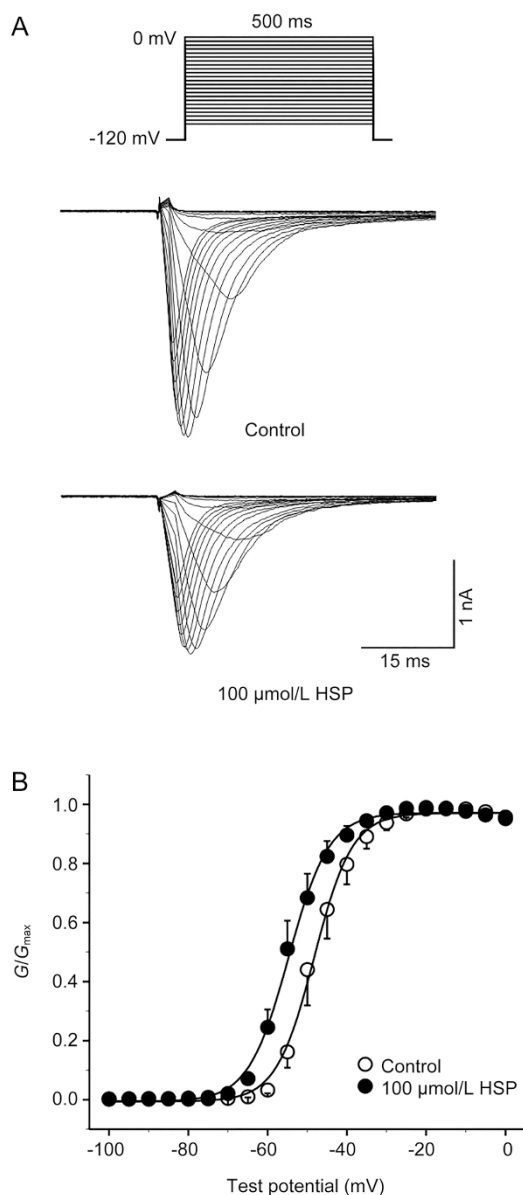 A
500 ms
0 mV
-120 mV
Control
1 nA
15 ms
100 µmol/L HSP
B
G/Gmax
1.0
0.8
0.6
0.4
0.2
0.0
Control
100 µmol/L HSP
-100 -80 -60 -40 -20 0
Test potential (mV)